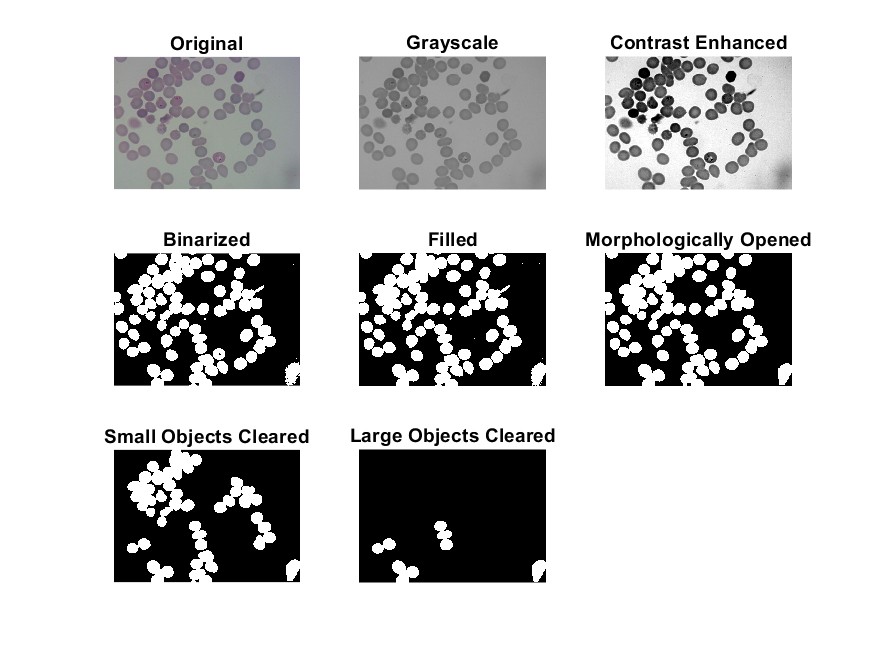 Original
Grayscale
Contrast Enhanced
Binarized
Filled
Morphologically Opened
Small Objects Cleared
Large Objects Cleared